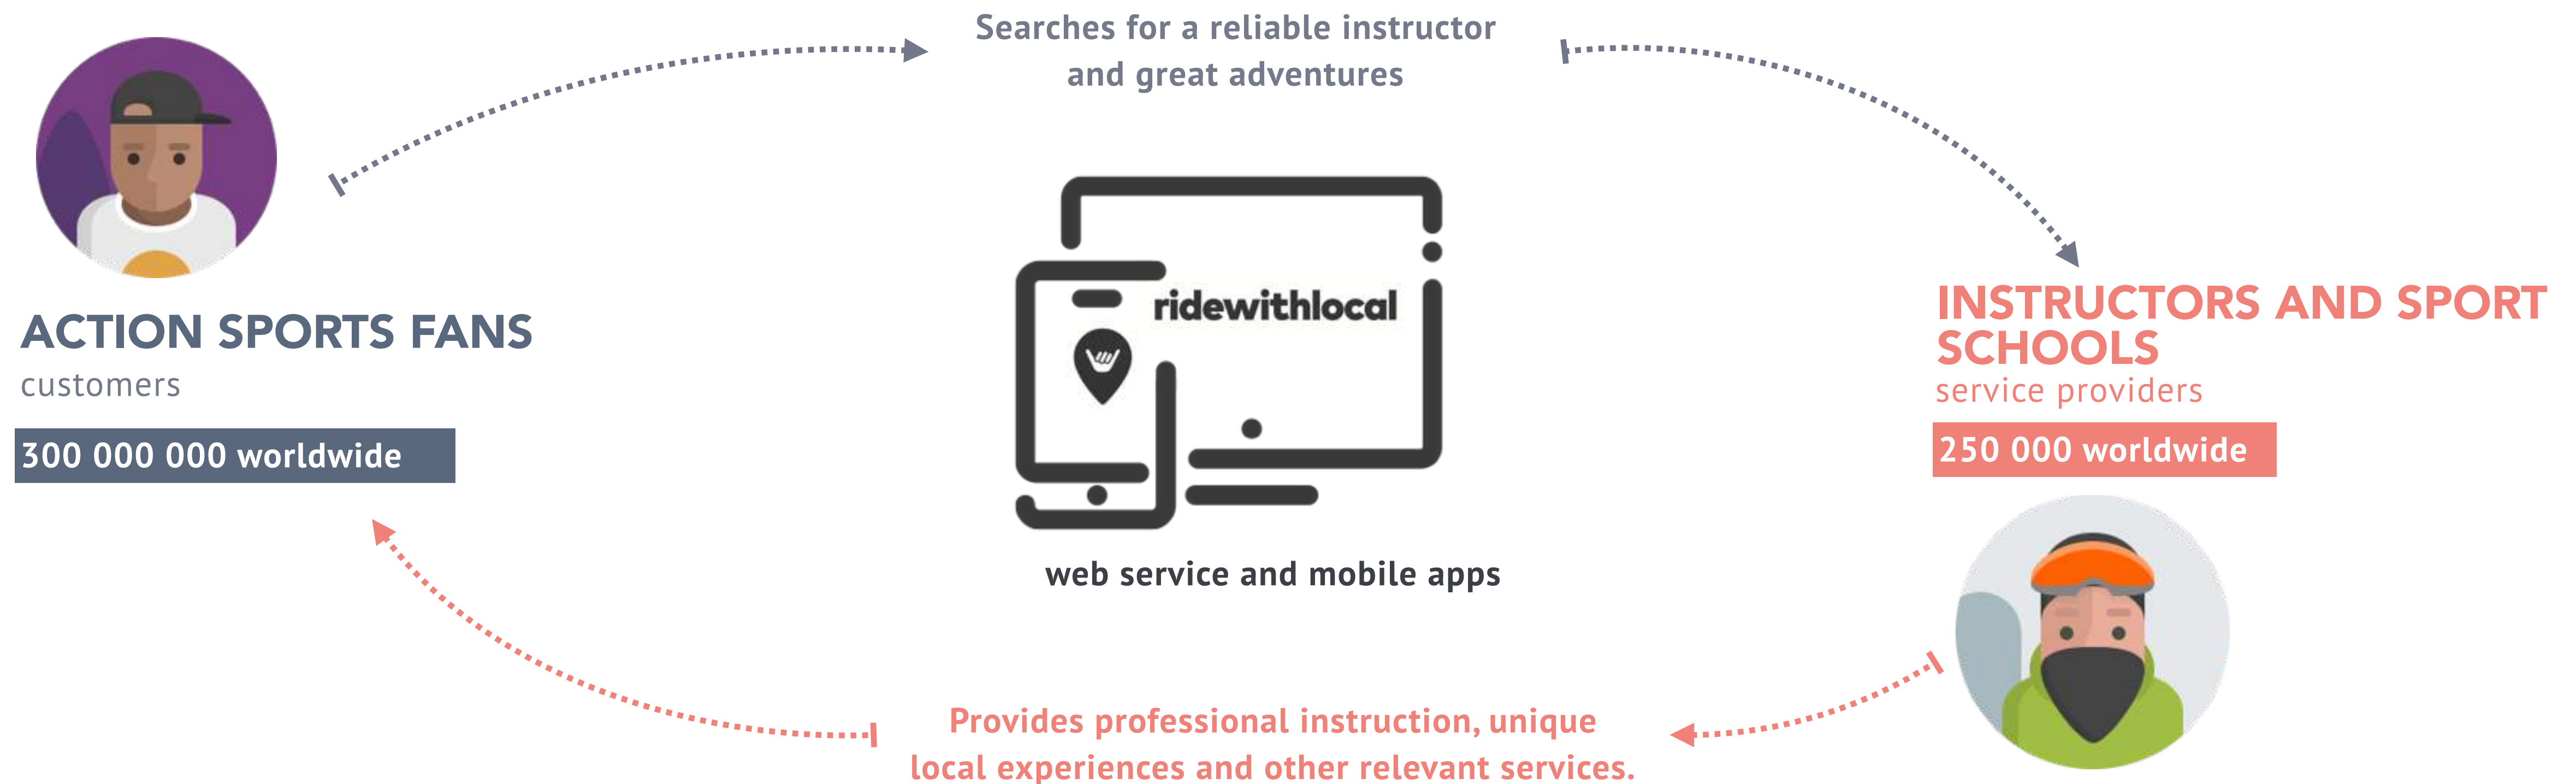 Searches for a reliable instructor
and great adventures
ACTION SPORTS FANS
customers
300 000 000 worldwide
ridewithlocal
web service and mobile apps
INSTRUCTORS AND SPORT
SCHOOLS
service providers
250 000 worldwide
Provides professional instruction, unique
local experiences and other relevant services.